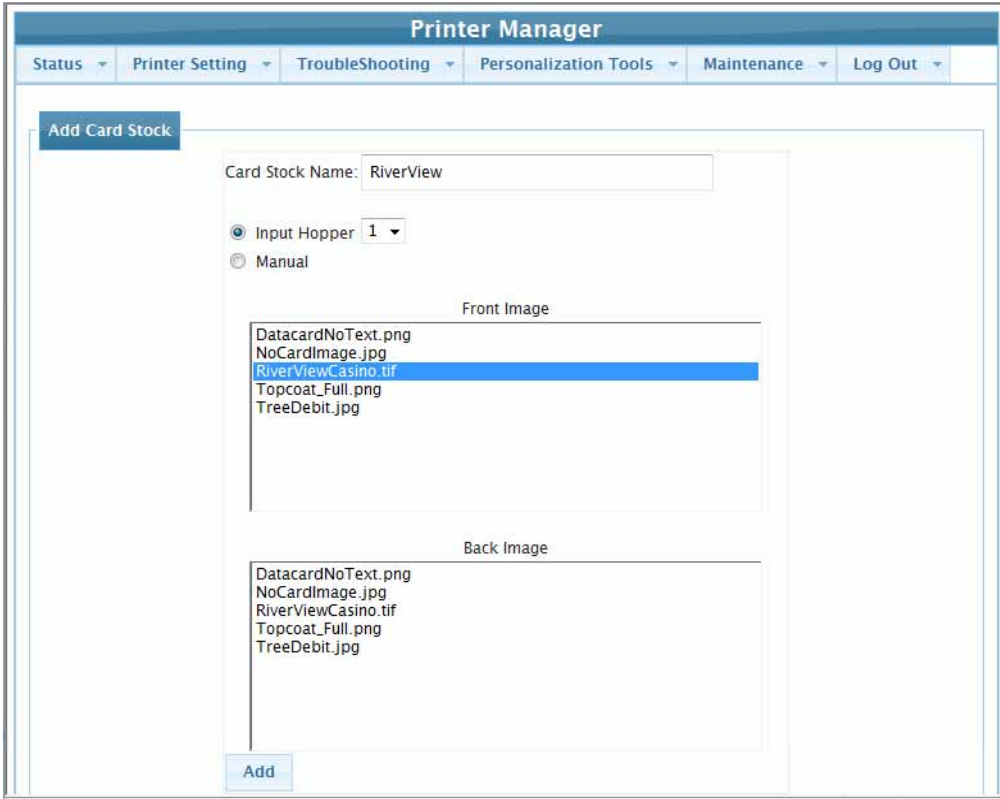 Printer Manager
Status Printer Setting TroubleShooting Personalization Tools Maintenance Log Out
Add Card Stock
Card Stock Name: RiverView
Input Hopper 1
Manual
Front Image
DatacardNoText.png
NoCardImage.jpg
RiverViewCasino.tif
Topcoat_Full.png
TreeDebit.jpg
Back Image
DatacardNoText.png
NoCardImage.jpg
RiverViewCasino.tif
Topcoat_Full.png
TreeDebit.jpg
Add